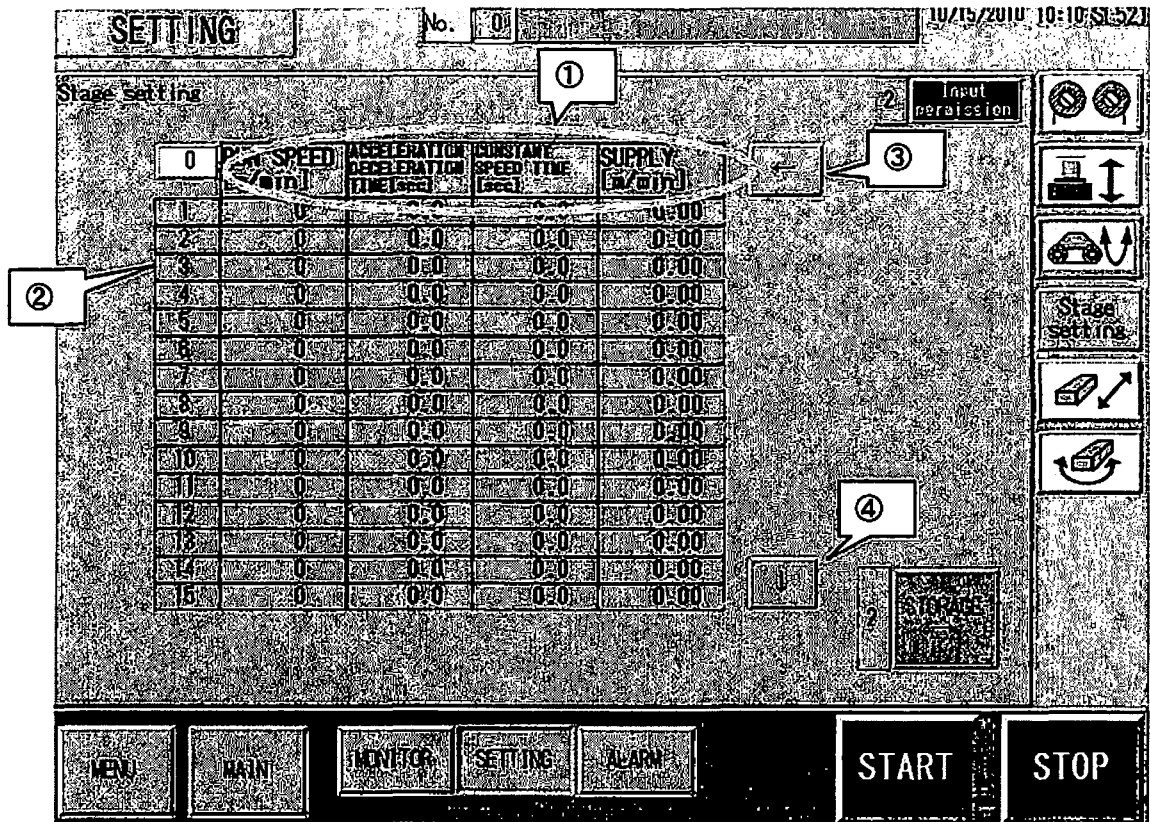 SETTING
No. 0
10/15/2010 10:10 SL521
①
Stage setting
2
Input
permission
0
RUN SPEED
[m/min]
ACCELERATION
DECELERATION
TIME[sec]
CONSTANT
SPEED TIME
[sec]
SUPPLY
[m/min]
←
③
1 0 0.0 0.0 0.00
2 0 0.0 0.0 0.00
②
3 0 0.0 0.0 0.00
4 0 0.0 0.0 0.00
5 0 0.0 0.0 0.00
6 0 0.0 0.0 0.00
7 0 0.0 0.0 0.00
8 0 0.0 0.0 0.00
9 0 0.0 0.0 0.00
10 0 0.0 0.0 0.00
11 0 0.0 0.0 0.00
12 0 0.0 0.0 0.00
13 0 0.0 0.0 0.00
14 0 0.0 0.0 0.00
15 0 0.0 0.0 0.00
Stage
setting
④
2
STORAGE
MENU
MAIN
MONITOR
SETTING
ALARM
START
STOP